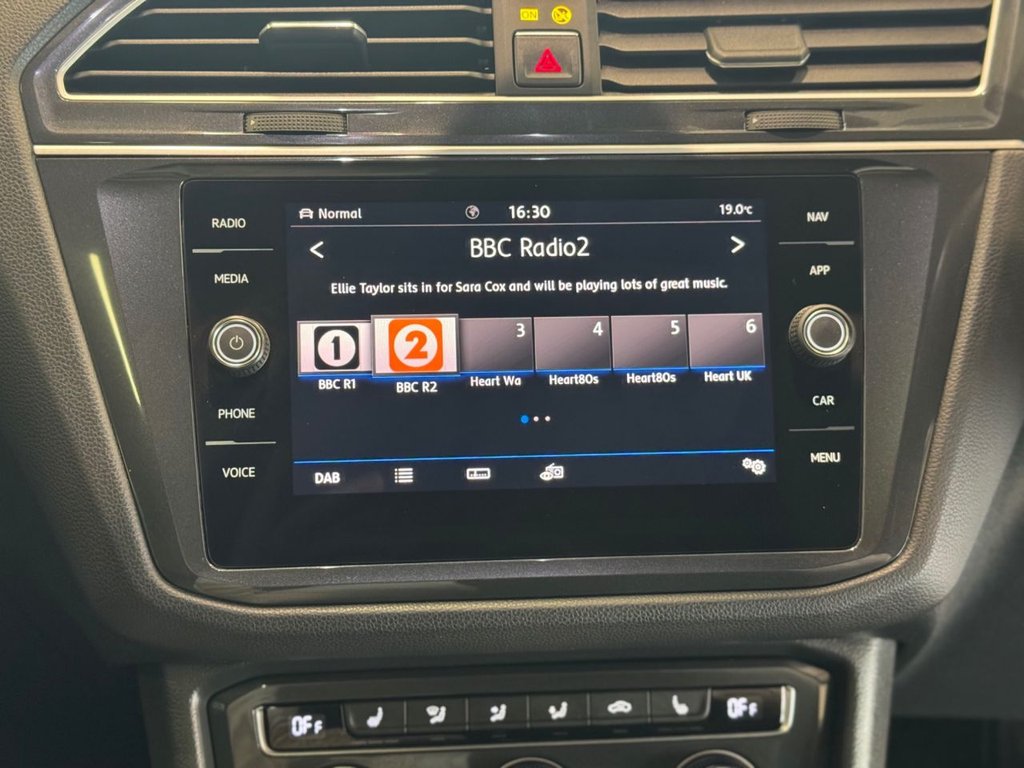 ON
RADIO
MEDIA
PHONE
VOICE
Normal 16:30 19.0°C
< BBC Radio2 >
Ellie Taylor sits in for Sara Cox and will be playing lots of great music.
1 2 3 4 5 6
BBC R1 BBC R2 Heart Wa Heart80s Heart80s Heart UK
DAB
NAV
APP
CAR
MENU
OFF OFF